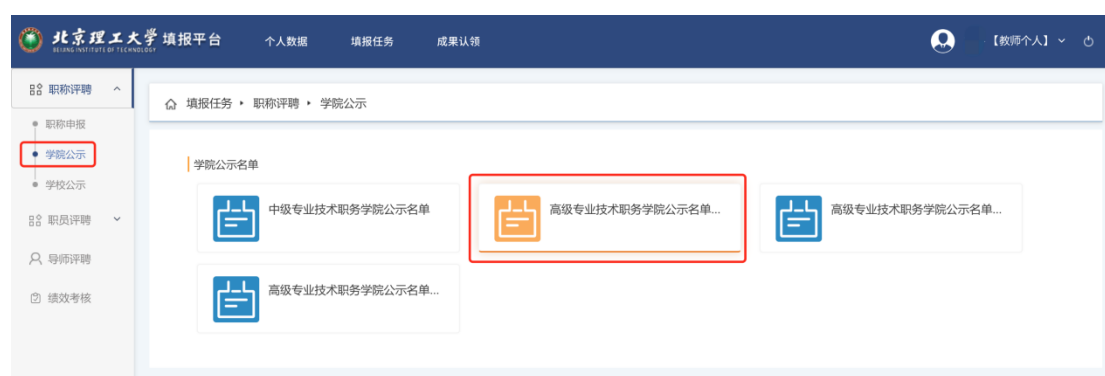 北京理工大学 填报平台 个人数据 填报任务 成果认领 【教师个人】
BEIJING INSTITUTE OF TECHNOLOGY
职称评聘
填报任务 职称评聘 学院公示
职称申报
学院公示
学校公示
职员评聘
导师评聘
绩效考核
学院公示名单
中级专业技术职务学院公示名单
高级专业技术职务学院公示名单...
高级专业技术职务学院公示名单...
高级专业技术职务学院公示名单...